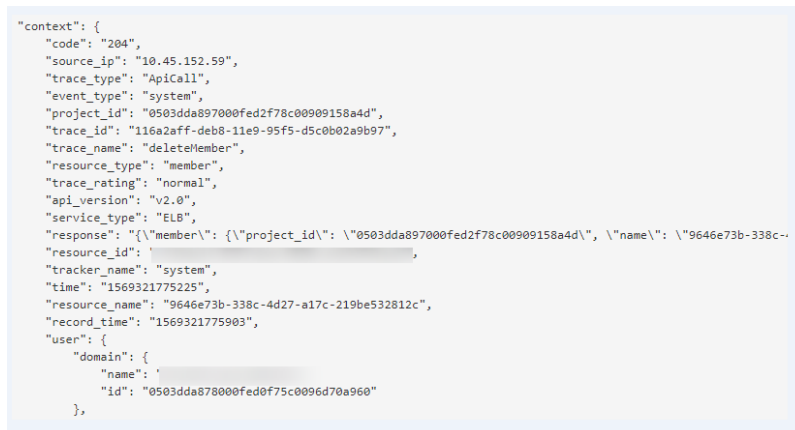 "context": {
"code": "204",
"source_ip": "10.45.152.59",
"trace_type": "ApiCall",
"event_type": "system",
"project_id": "0503dda897000fed2f78c00909158a4d",
"trace_id": "116a2aff-deb8-11e9-95f5-d5c0b02a9b97",
"trace_name": "deleteMember",
"resource_type": "member",
"trace_rating": "normal",
"api_version": "v2.0",
"service_type": "ELB",
"response": "{\"member\": {\"project_id\": \"0503dda897000fed2f78c00909158a4d\", \"name\": \"9646e73b-338c-4
"resource_id": "
"tracker_name": "system",
"time": "1569321775225",
"resource_name": "9646e73b-338c-4d27-a17c-219be532812c",
"record_time": "1569321775903",
"user": {
"domain": {
"name": "
"id": "0503dda878000fed0f75c0096d70a960"
},